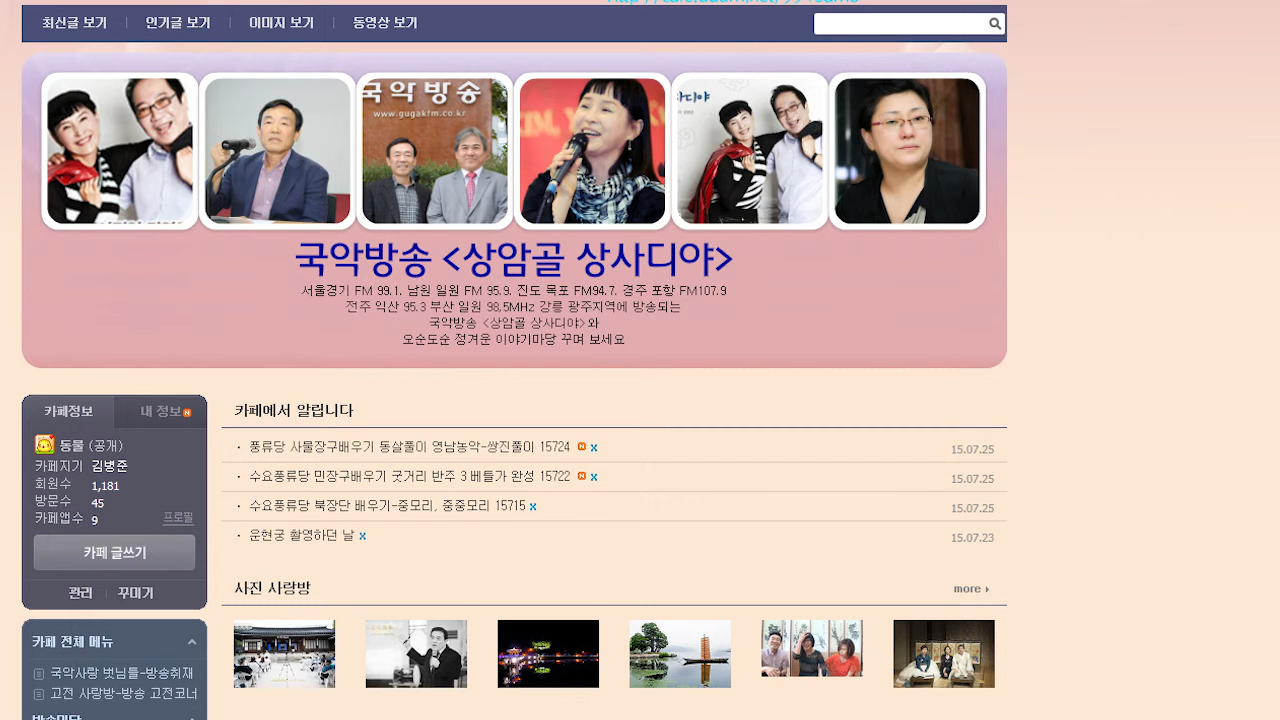 최신글 보기 | 인기글 보기 | 이미지 보기 | 동영상 보기
국악방송
www.gugakfm.co.kr
국악방송 <상암골 상사디야>
서울경기 FM 99.1. 남원 일원 FM 95.9. 진도 목포 FM94.7. 경주 포항 FM107.9
전주 익산 95.3 부산 일원 98.5MHz 강릉 광주지역에 방송되는
국악방송 <상암골 상사디야>와
오순도순 정겨운 이야기마당 꾸며 보세요
카페정보 내 정보 N
동물 (공개)
카페지기 김병준
회원수 1,181
방문수 45
카페앱수 9 프로필
카페 글쓰기
관리 | 꾸미기
카페 전체 메뉴
국악사랑 벗님들-방송취재
고전 사랑방-방송 고전코너
방송마당
카페에서 알립니다
· 풍류당 사물장구배우기 동살풀이 영남농악-쌍진풀이 15724 N x 15.07.25
· 수요풍류당 민장구배우기 굿거리 반주 3 베틀가 완성 15722 N x 15.07.25
· 수요풍류당 북장단 배우기-중모리, 중중모리 15715 x 15.07.25
· 운현궁 촬영하던 날 x 15.07.23
사진 사랑방 more